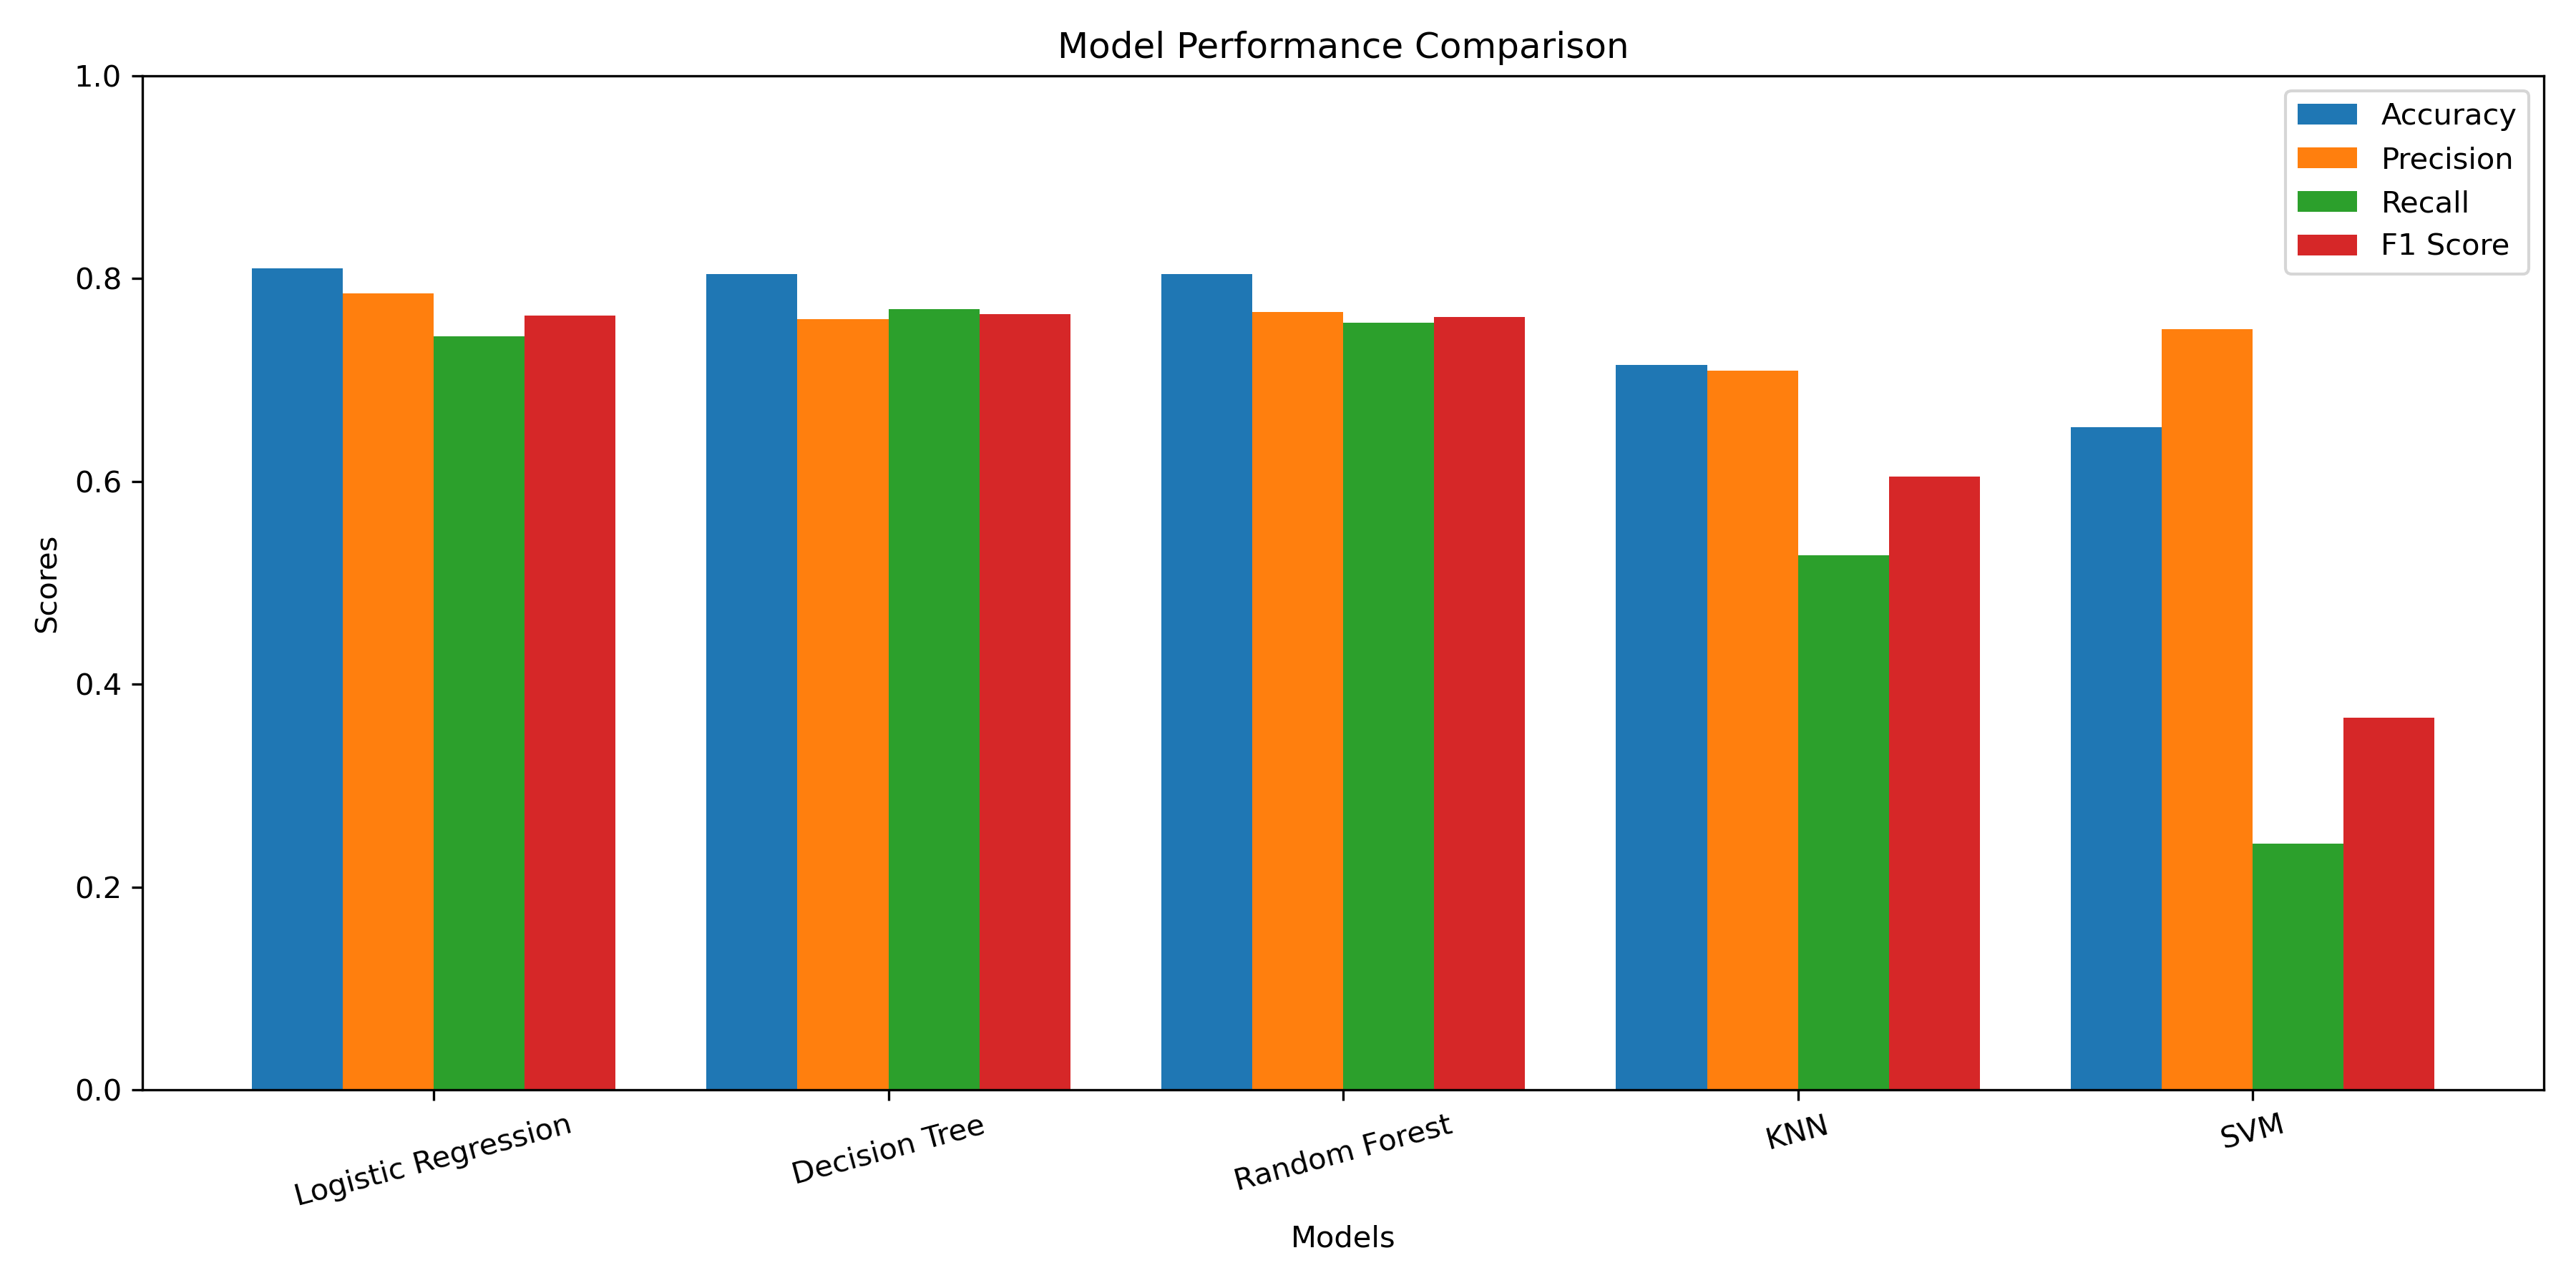 Model Performance Comparison
1.0
0.8
0.6
0.4
0.2
0.0
Scores
Accuracy
Precision
Recall
F1 Score
Logistic Regression
Decision Tree
Random Forest
KNN
SVM
Models